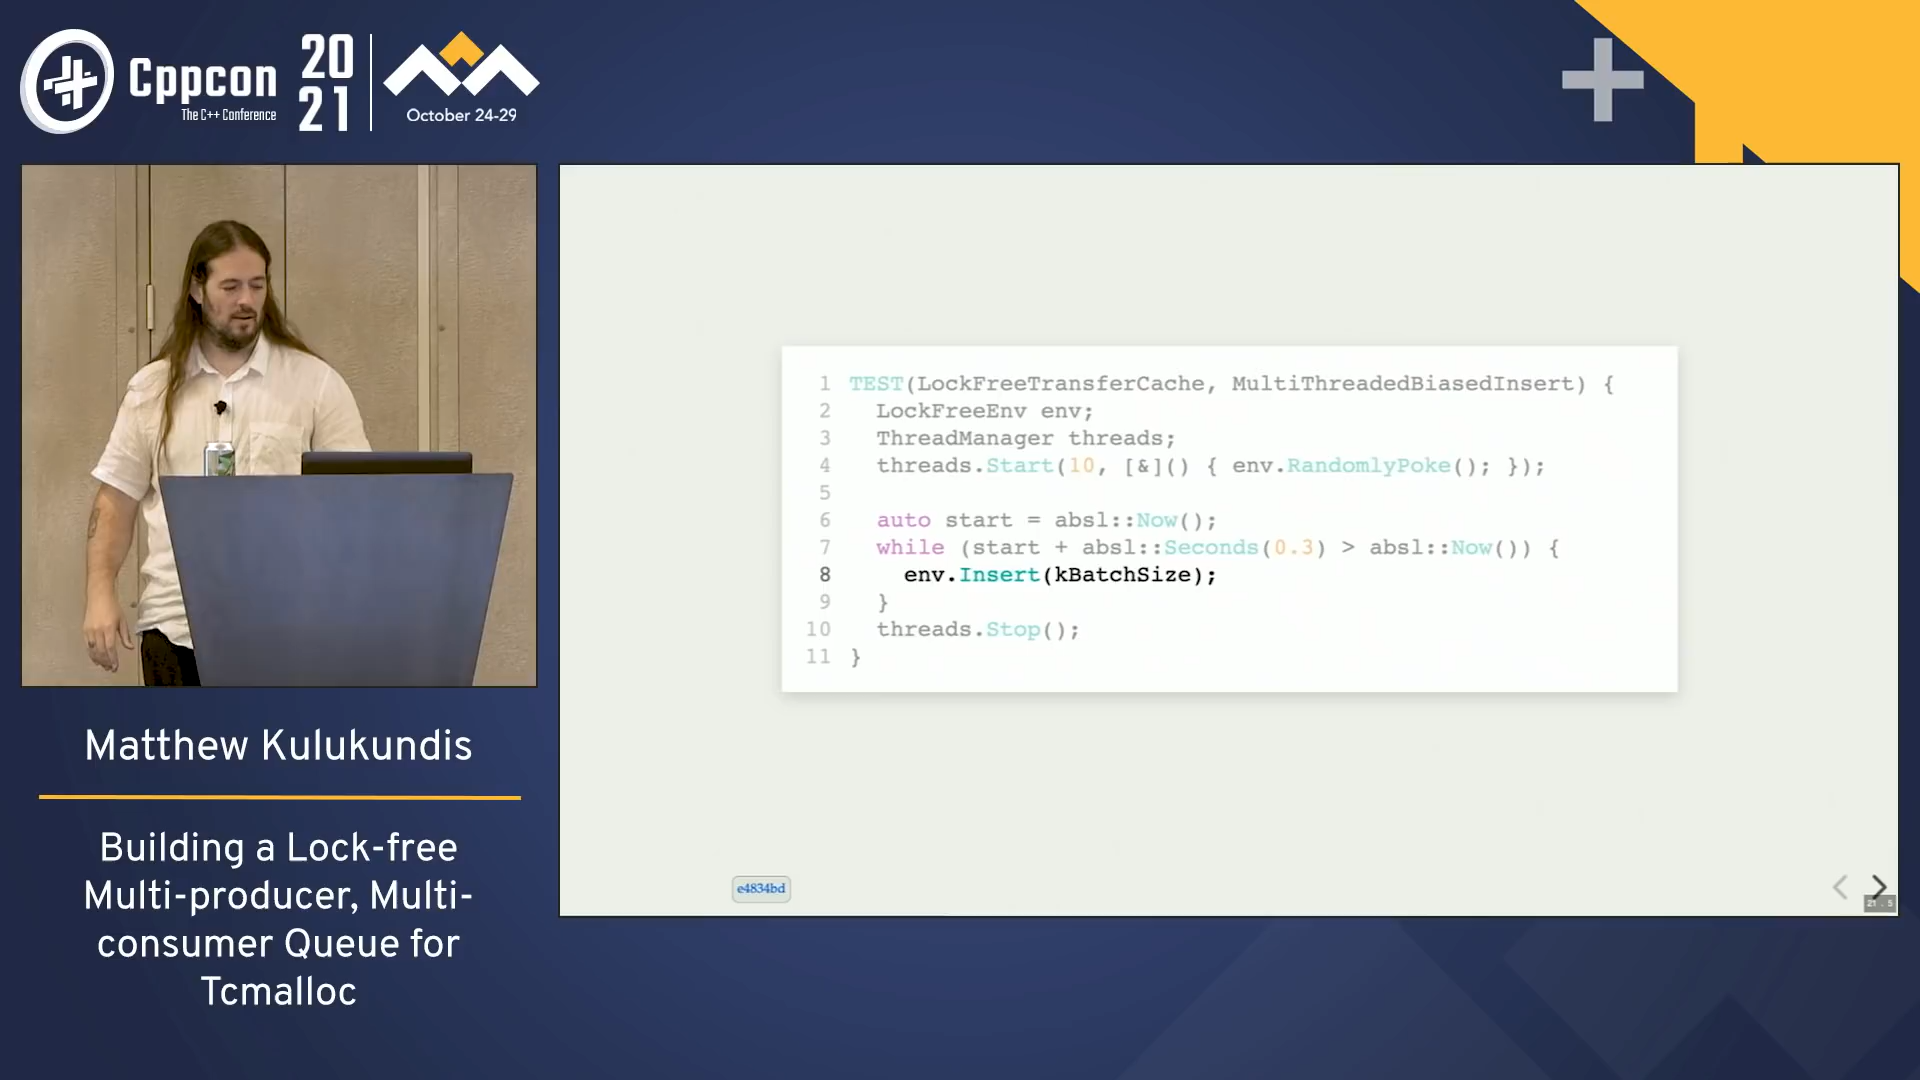 Cppcon
The C++ Conference
20
21
October 24-29
Matthew Kulukundis
Building a Lock-free
Multi-producer, Multi-
consumer Queue for
Tcmalloc
1 TEST(LockFreeTransferCache, MultiThreadedBiasedInsert) {
2   LockFreeEnv env;
3   ThreadManager threads;
4   threads.Start(10, [&]() { env.RandomlyPoke(); });
5
6   auto start = absl::Now();
7   while (start + absl::Seconds(0.3) > absl::Now()) {
8     env.Insert(kBatchSize);
9   }
10   threads.Stop();
11 }
e4834bd
21.5